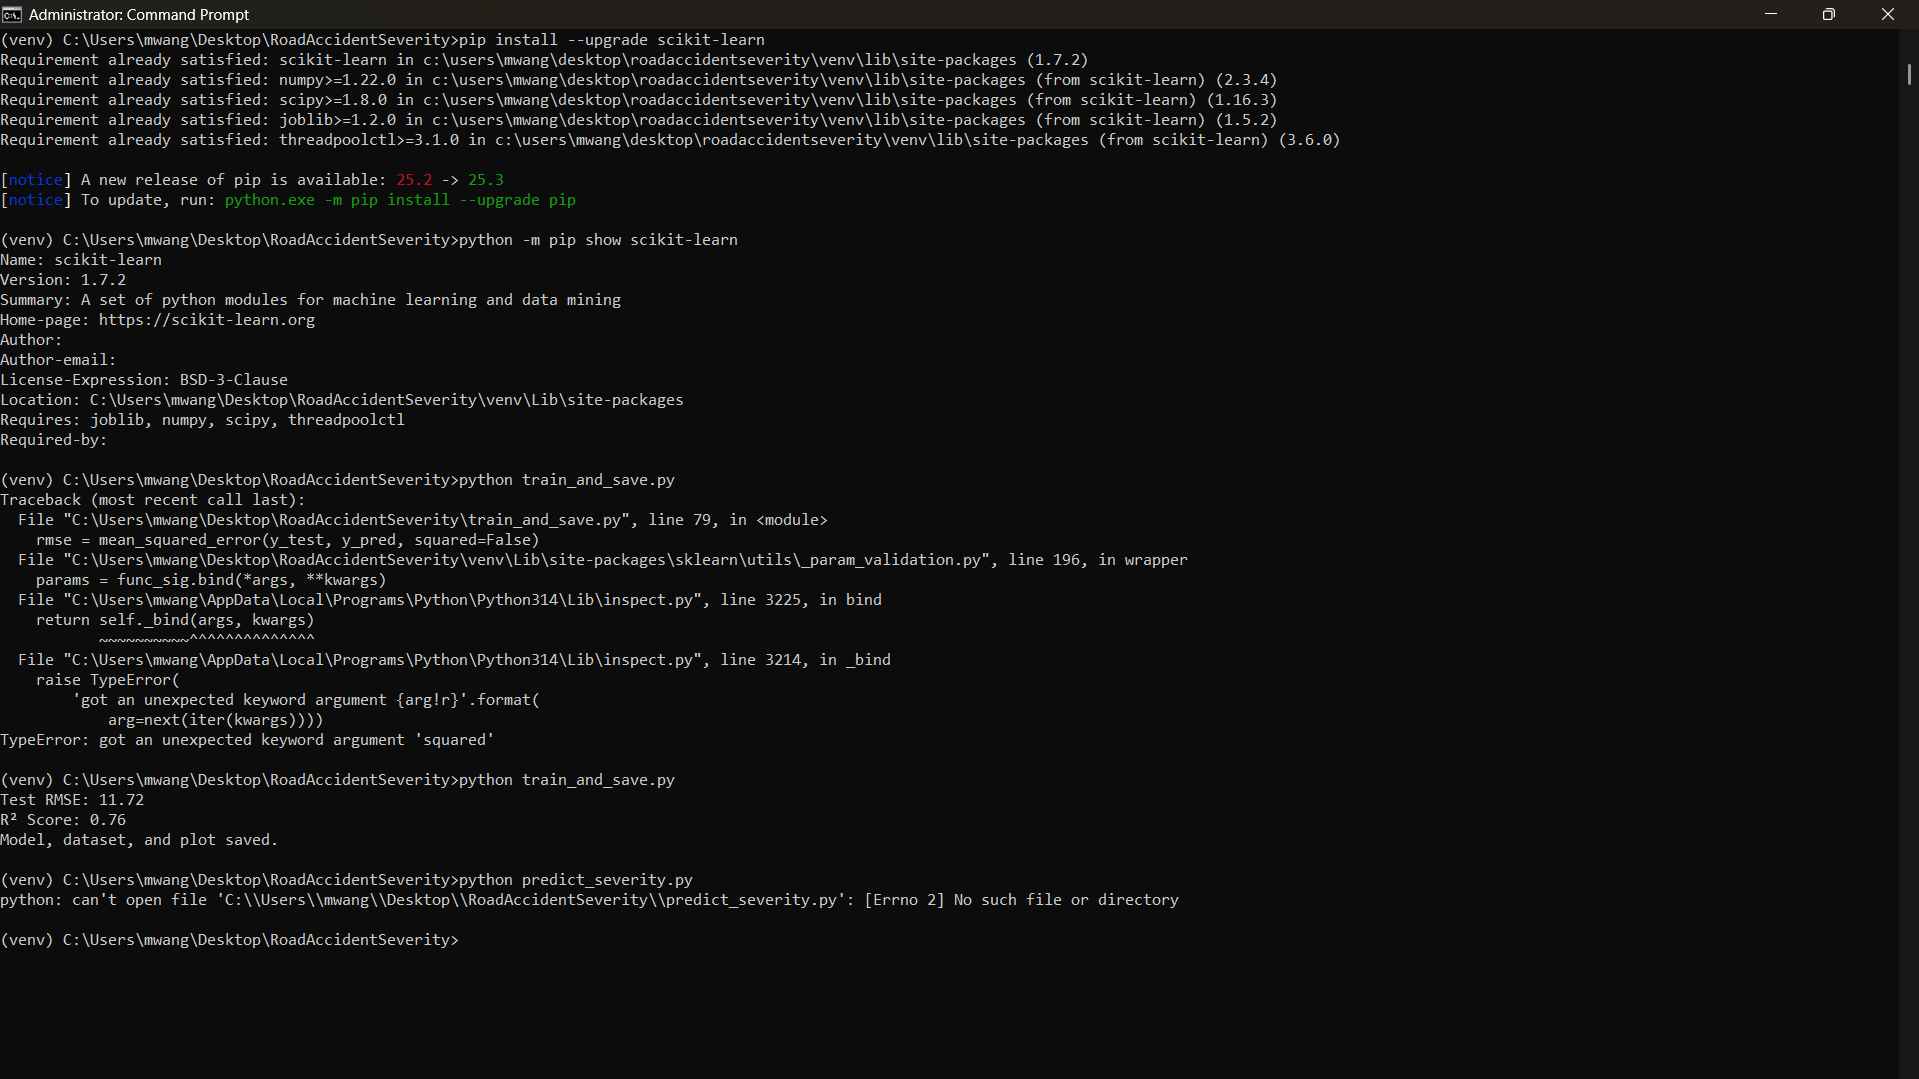 Administrator: Command Prompt
(venv) C:\Users\mwang\Desktop\RoadAccidentSeverity>pip install --upgrade scikit-learn
Requirement already satisfied: scikit-learn in c:\users\mwang\desktop\roadaccidentseverity\venv\lib\site-packages (1.7.2)
Requirement already satisfied: numpy>=1.22.0 in c:\users\mwang\desktop\roadaccidentseverity\venv\lib\site-packages (from scikit-learn) (2.3.4)
Requirement already satisfied: scipy>=1.8.0 in c:\users\mwang\desktop\roadaccidentseverity\venv\lib\site-packages (from scikit-learn) (1.16.3)
Requirement already satisfied: joblib>=1.2.0 in c:\users\mwang\desktop\roadaccidentseverity\venv\lib\site-packages (from scikit-learn) (1.5.2)
Requirement already satisfied: threadpoolctl>=3.1.0 in c:\users\mwang\desktop\roadaccidentseverity\venv\lib\site-packages (from scikit-learn) (3.6.0)
[notice] A new release of pip is available: 25.2 -> 25.3
[notice] To update, run: python.exe -m pip install --upgrade pip
(venv) C:\Users\mwang\Desktop\RoadAccidentSeverity>python -m pip show scikit-learn
Name: scikit-learn
Version: 1.7.2
Summary: A set of python modules for machine learning and data mining
Home-page: https://scikit-learn.org
Author:
Author-email:
License-Expression: BSD-3-Clause
Location: C:\Users\mwang\Desktop\RoadAccidentSeverity\venv\Lib\site-packages
Requires: joblib, numpy, scipy, threadpoolctl
Required-by:
(venv) C:\Users\mwang\Desktop\RoadAccidentSeverity>python train_and_save.py
Traceback (most recent call last):
  File "C:\Users\mwang\Desktop\RoadAccidentSeverity\train_and_save.py", line 79, in <module>
    rmse = mean_squared_error(y_test, y_pred, squared=False)
  File "C:\Users\mwang\Desktop\RoadAccidentSeverity\venv\Lib\site-packages\sklearn\utils\_param_validation.py", line 196, in wrapper
    params = func_sig.bind(*args, **kwargs)
  File "C:\Users\mwang\AppData\Local\Programs\Python\Python314\Lib\inspect.py", line 3225, in bind
    return self._bind(args, kwargs)
           ~~~~~~~~~~^^^^^^^^^^^^^^
  File "C:\Users\mwang\AppData\Local\Programs\Python\Python314\Lib\inspect.py", line 3214, in _bind
    raise TypeError(
        'got an unexpected keyword argument {arg!r}'.format(
            arg=next(iter(kwargs))))
TypeError: got an unexpected keyword argument 'squared'
(venv) C:\Users\mwang\Desktop\RoadAccidentSeverity>python train_and_save.py
Test RMSE: 11.72
R² Score: 0.76
Model, dataset, and plot saved.
(venv) C:\Users\mwang\Desktop\RoadAccidentSeverity>python predict_severity.py
python: can't open file 'C:\\Users\\mwang\\Desktop\\RoadAccidentSeverity\\predict_severity.py': [Errno 2] No such file or directory
(venv) C:\Users\mwang\Desktop\RoadAccidentSeverity>